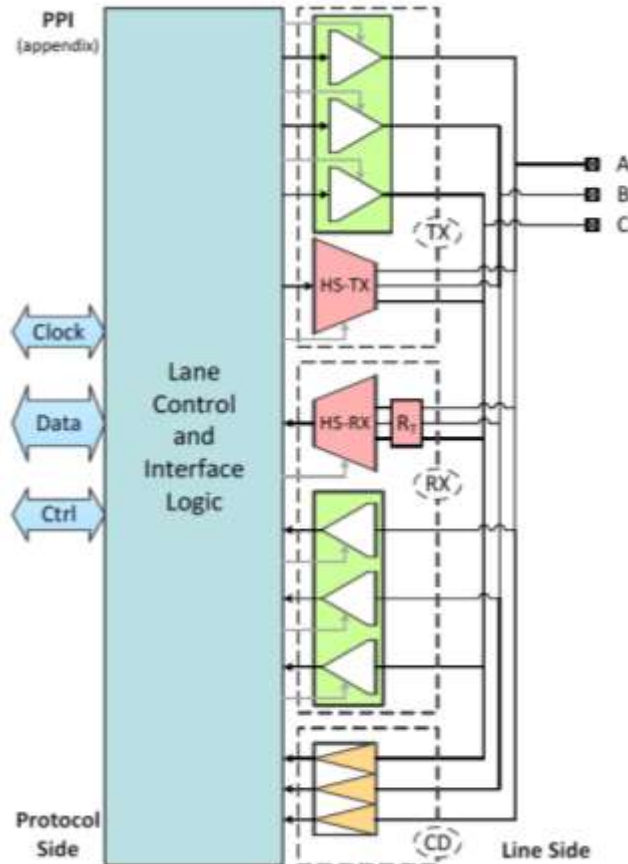 PPI
(appendix)
A
B
C
TX
HS-TX
Clock
Lane
Control
and
Interface
Logic
Data
HS-RX
RT
RX
Ctrl
Protocol
Side
CD
Line Side